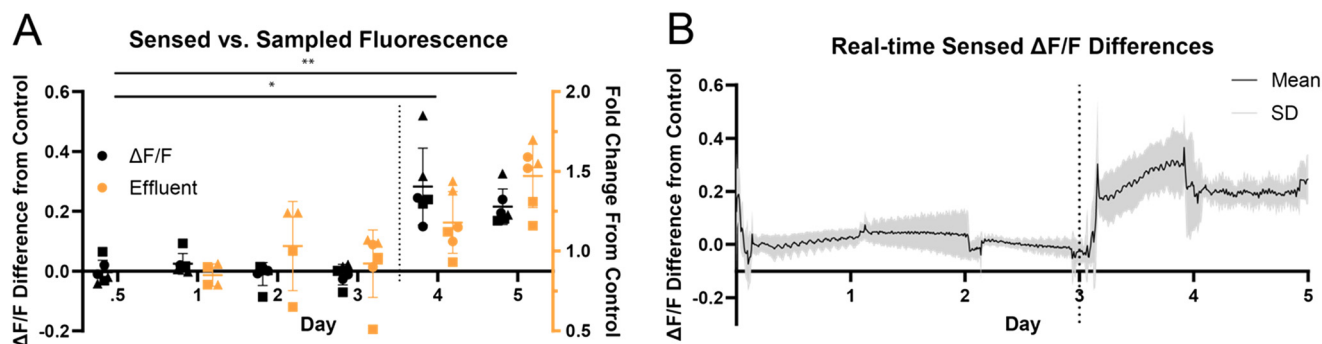 A
Sensed vs. Sampled Fluorescence
**
*
ΔF/F Difference from Control
0.6
0.4
0.2
0.0
-0.2
ΔF/F
Effluent
.5
1
2
3
4
5
Day
2.0
1.5
1.0
0.5
Fold Change From Control
B
Real-time Sensed ΔF/F Differences
ΔF/F Difference from Control
0.6
0.4
0.2
0.0
-0.2
Mean
SD
1
2
3
4
5
Day